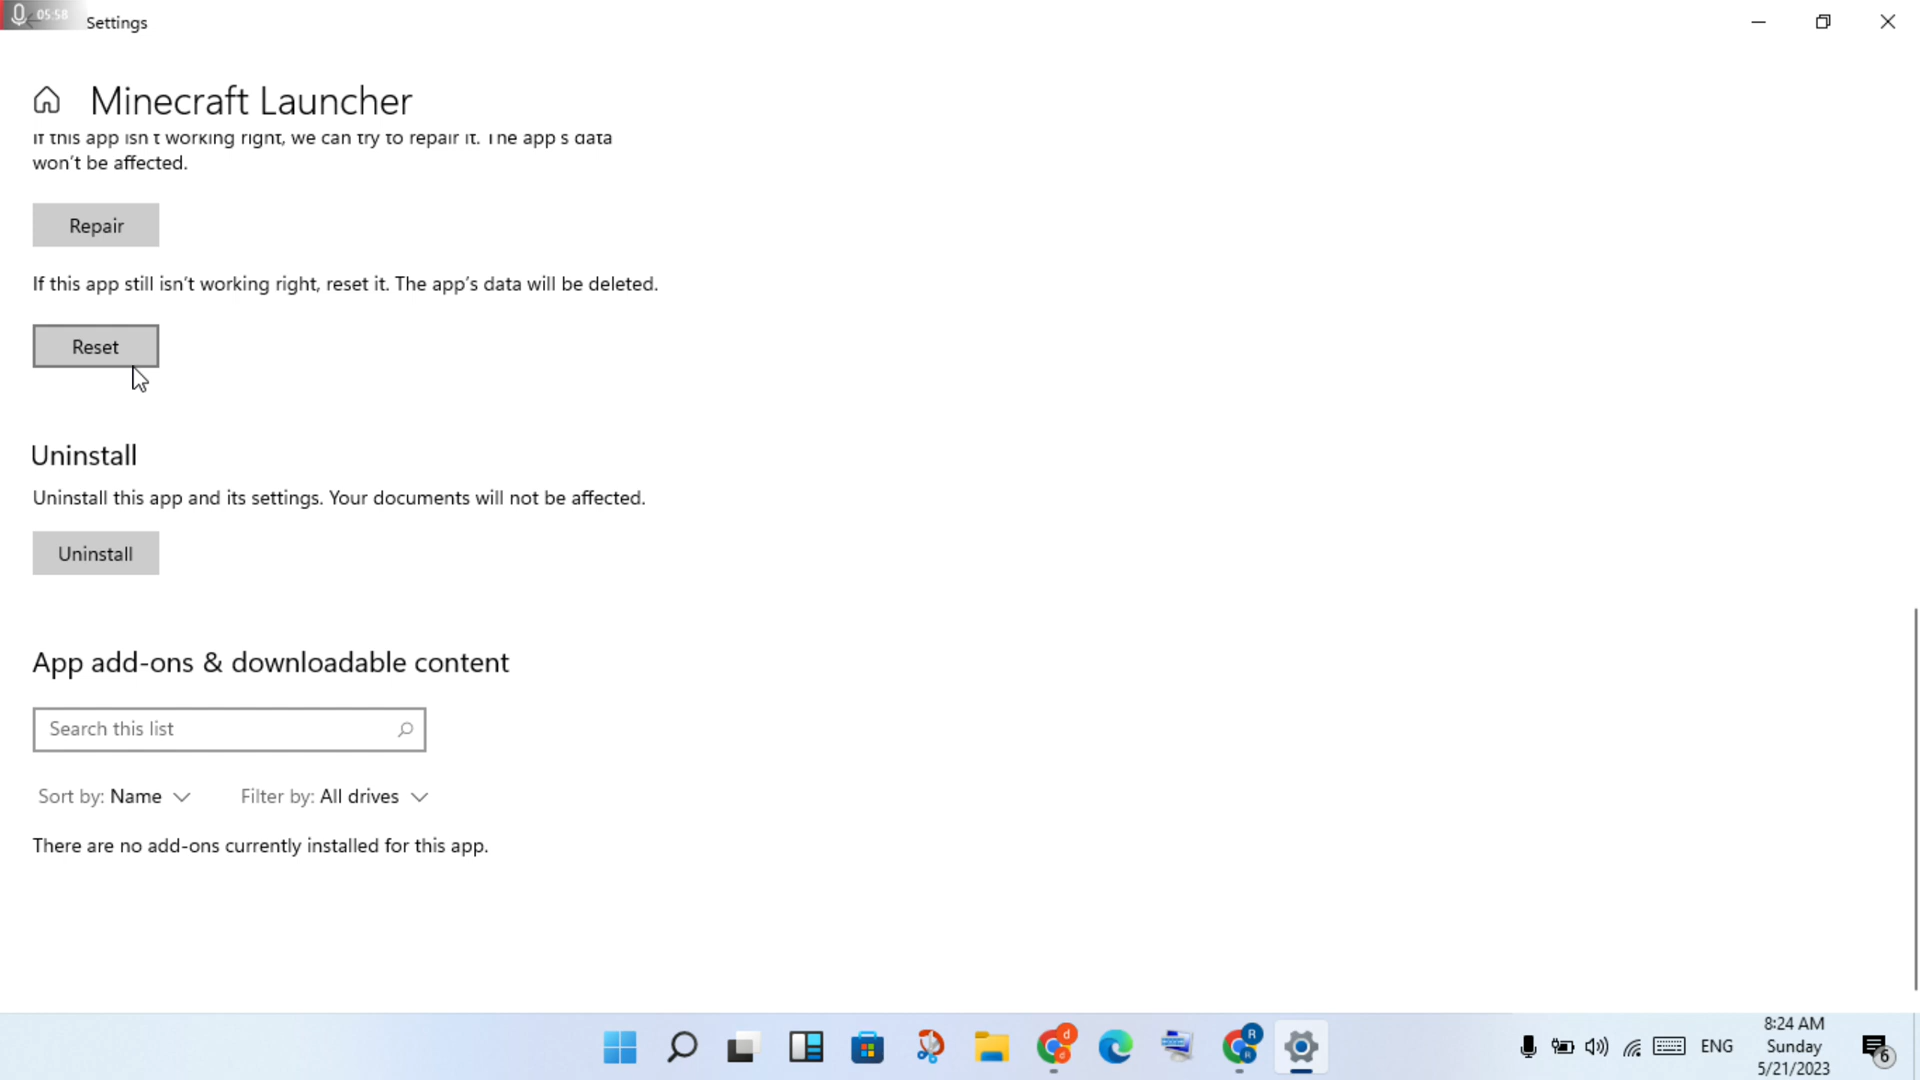 05:58
Settings
Minecraft Launcher
If this app isn't working right, we can try to repair it. The app's data
won't be affected.
Repair
If this app still isn't working right, reset it. The app's data will be deleted.
Reset
Uninstall
Uninstall this app and its settings. Your documents will not be affected.
Uninstall
App add-ons & downloadable content
Search this list
Sort by: Name
Filter by: All drives
There are no add-ons currently installed for this app.
d
d
R
R
ENG
8:24 AM
Sunday
5/21/2023
6